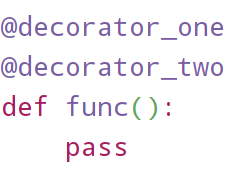 @decorator_one
@decorator_two
def func():
    pass